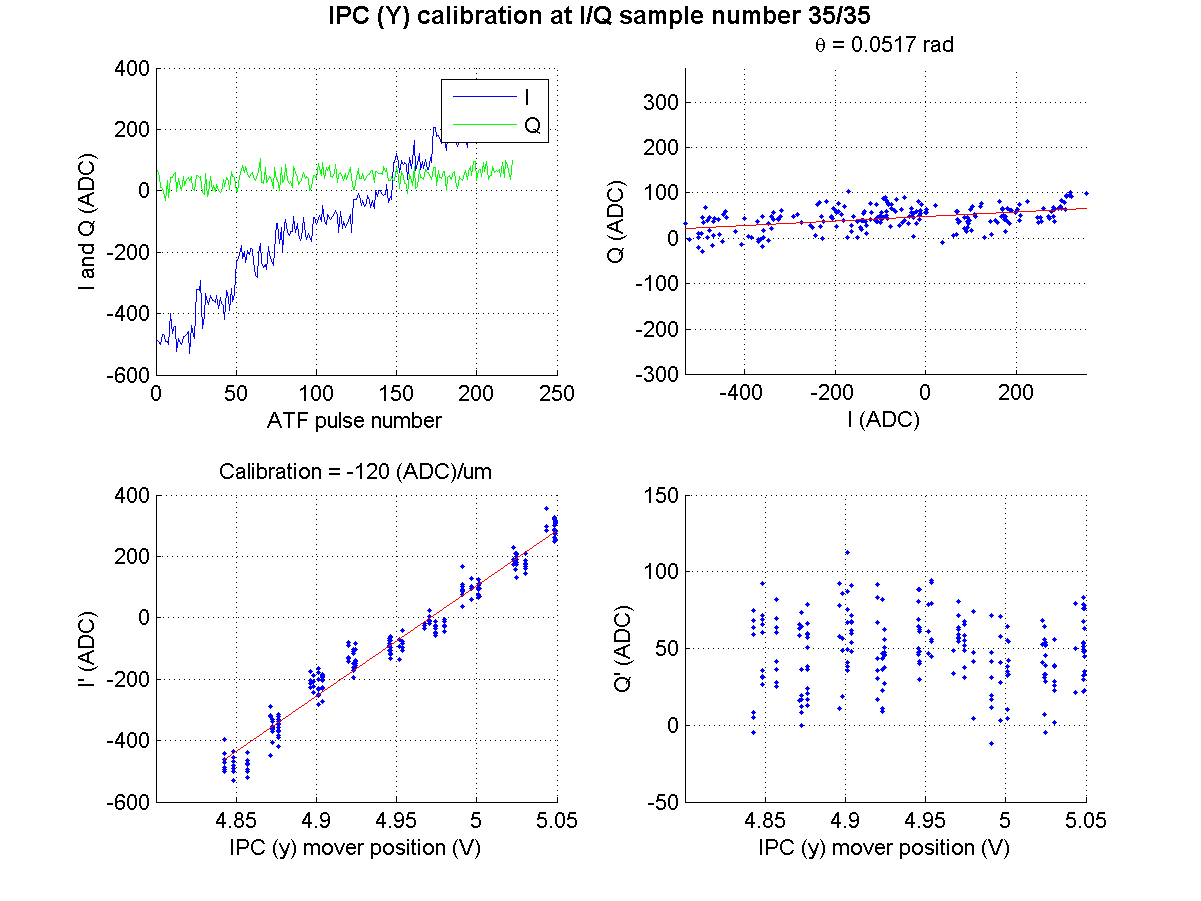 IPC (Y) calibration at I/Q sample number 35/35
θ = 0.0517 rad
400
200
0
-200
-400
-600
I and Q (ADC)
0 50 100 150 200 250
ATF pulse number
I
Q
300
200
100
0
-100
-200
-300
Q (ADC)
-400 -200 0 200
I (ADC)
Calibration = -120 (ADC)/um
400
200
0
-200
-400
-600
I' (ADC)
4.85 4.9 4.95 5 5.05
IPC (y) mover position (V)
150
100
50
0
-50
Q' (ADC)
4.85 4.9 4.95 5 5.05
IPC (y) mover position (V)